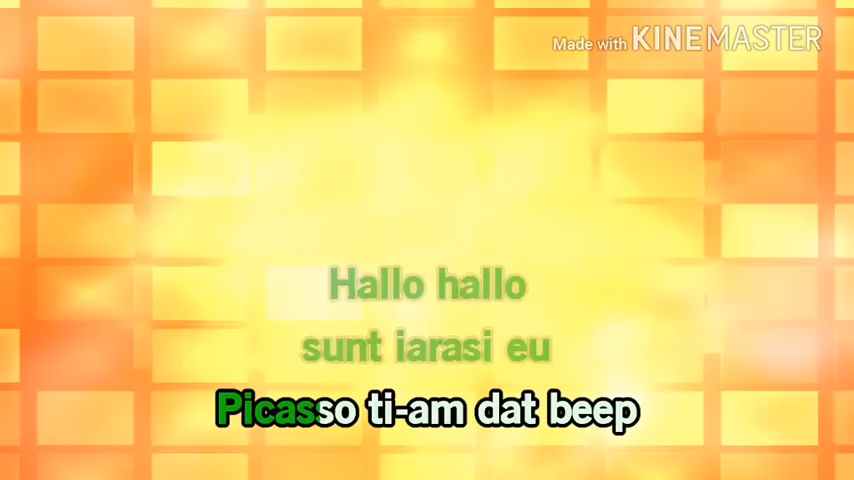 Made with KINEMASTER
Hallo hallo
sunt iarasi eu
Picasso ti-am dat beep